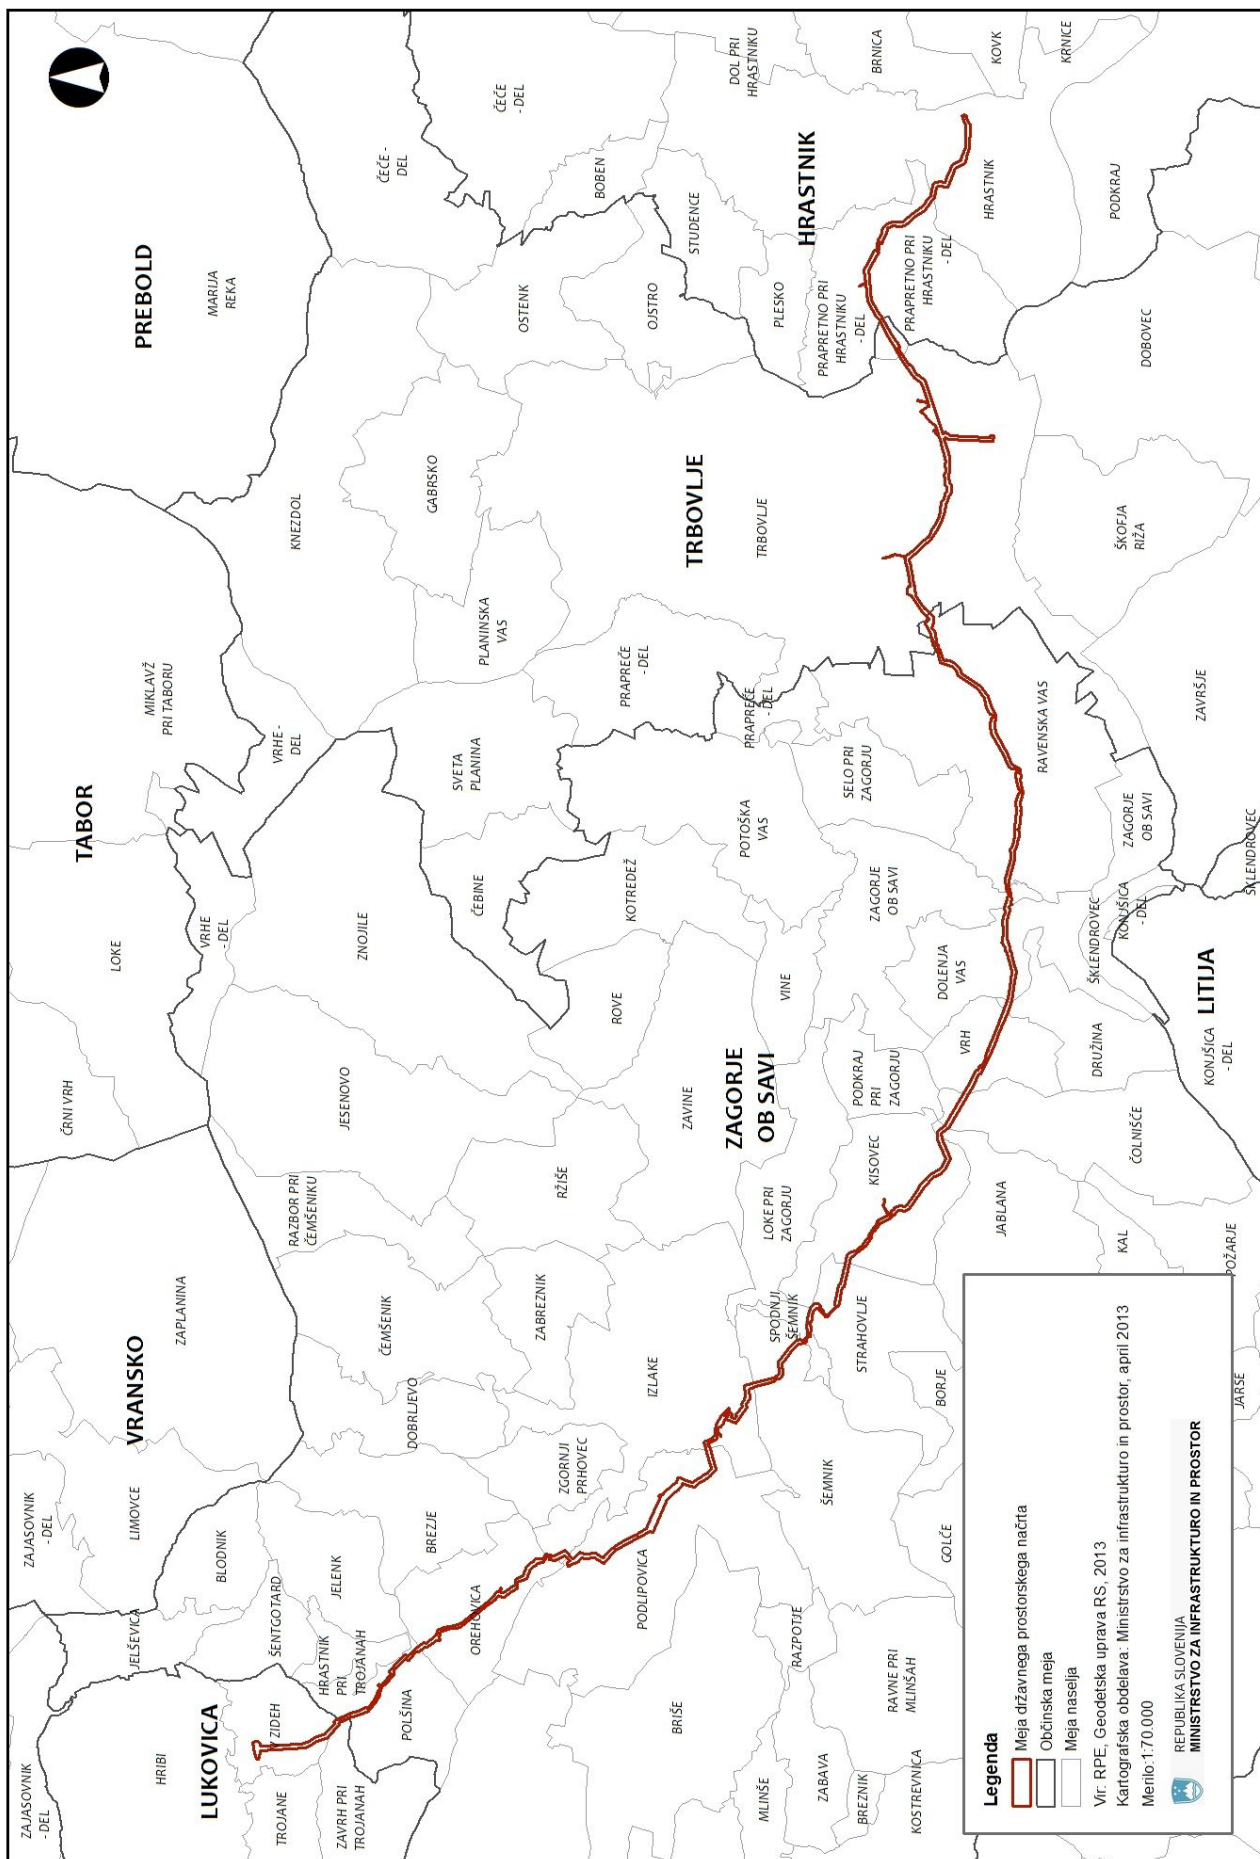 ZAJASOVNIK
- DEL
ZAJASOVNIK
- DEL
HRIBI
JELŠEVICA
LIMOVCE
VRANSKO
ČRNI VRH
LOKE
TABOR
MIKLAVŽ
PRI TABORU
PREBOLD
MARIJA
REKA
ZAPLANINA
LUKOVICA
BLODNIK
VRHE
- DEL
VRHE -
DEL
TROJANE
V ZIDEH
ŠENTGOTARD
RAZBOR PRI
ČEMŠENIKU
KNEZDOL
ZAVRH PRI
TROJANAH
HRASTNIK
PRI
TROJANAH
JELENK
JESENOVO
ZNOJILE
ČEČE -
DEL
POLŠINA
ČEMŠENIK
DOBRLJEVO
BREZJE
GABRSKO
OREHOVICA
ČEBINE
SVETA
PLANINA
PLANINSKA
VAS
ČEČE
- DEL
OSTENK
ZABREZNIK
RŽIŠE
ZGORNJI
PRHOVEC
ROVE
KOTREDEŽ
PRAPREČE
- DEL
BOBEN
PODLIPOVICA
IZLAKE
OJSTRO
BRIŠE
ZAVINE
STUDENCE
TRBOVLJE
TRBOVLJE
ZAGORJE
OB SAVI
POTOŠKA
VAS
PRAPREČE
- DEL
DOL PRI
HRASTNIKU
MLINŠE
RAZPOTJE
SPODNJI
ŠEMNIK
LOKE PRI
ZAGORJU
VINE
PLESKO
HRASTNIK
ZABAVA
ŠEMNIK
PRAPRETNO PRI
HRASTNIKU
- DEL
BREZNIK
STRAHOVLJE
KISOVEC
PODKRAJ
PRI
ZAGORJU
ZAGORJE
OB SAVI
SELO PRI
ZAGORJU
BRNICA
KOSTREVNICA
RAVNE PRI
MLINŠAH
PRAPRETNO PRI
HRASTNIKU
- DEL
GOLČE
BORJE
VRH
DOLENJA
VAS
HRASTNIK
KOVK
JABLANA
RAVENSKA VAS
KRNICE
DRUŽINA
ŠKLENDROVEC
KAL
ČOLNIŠČE
KONJŠICA
- DEL
ZAGORJE
OB SAVI
ŠKOFJA
RIŽA
DOBOVEC
PODKRAJ
POŽARJE
KONJŠICA
- DEL
LITIJA
ZAVRŠJE
JARŠE
ŠKLENDROVEC
Legenda
Meja državnega prostorskega načrta
Občinska meja
Meja naselja
Vir: RPE, Geodetska uprava RS, 2013
Kartografska obdelava: Ministrstvo za infrastrukturo in prostor, april 2013
Merilo:1:70.000
REPUBLIKA SLOVENIJA
MINISTRSTVO ZA INFRASTRUKTURO IN PROSTOR